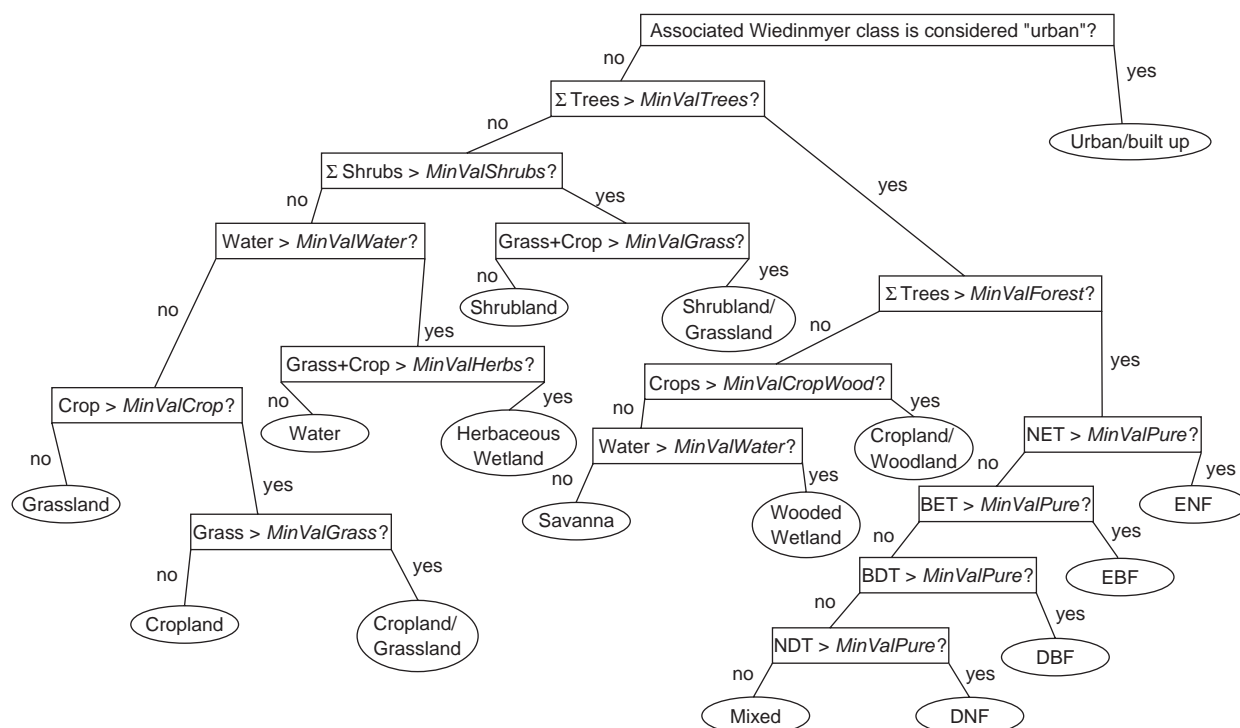 Associated Wiedinmyer class is considered "urban"?
no
yes
Σ Trees > MinValTrees?
Urban/built up
no
yes
Σ Shrubs > MinValShrubs?
no
yes
Water > MinValWater?
Grass+Crop > MinValGrass?
no
yes
no
yes
Shrubland
Shrubland/
Grassland
Σ Trees > MinValForest?
no
yes
Grass+Crop > MinValHerbs?
no
yes
Crops > MinValCropWood?
no
yes
Crop > MinValCrop?
no
yes
Water
Herbaceous
Wetland
Water > MinValWater?
no
yes
Cropland/
Woodland
NET > MinValPure?
no
yes
Grassland
Savanna
Wooded
Wetland
BET > MinValPure?
no
yes
ENF
Grass > MinValGrass?
no
yes
BDT > MinValPure?
no
yes
EBF
Cropland
Cropland/
Grassland
NDT > MinValPure?
no
yes
DBF
Mixed
DNF